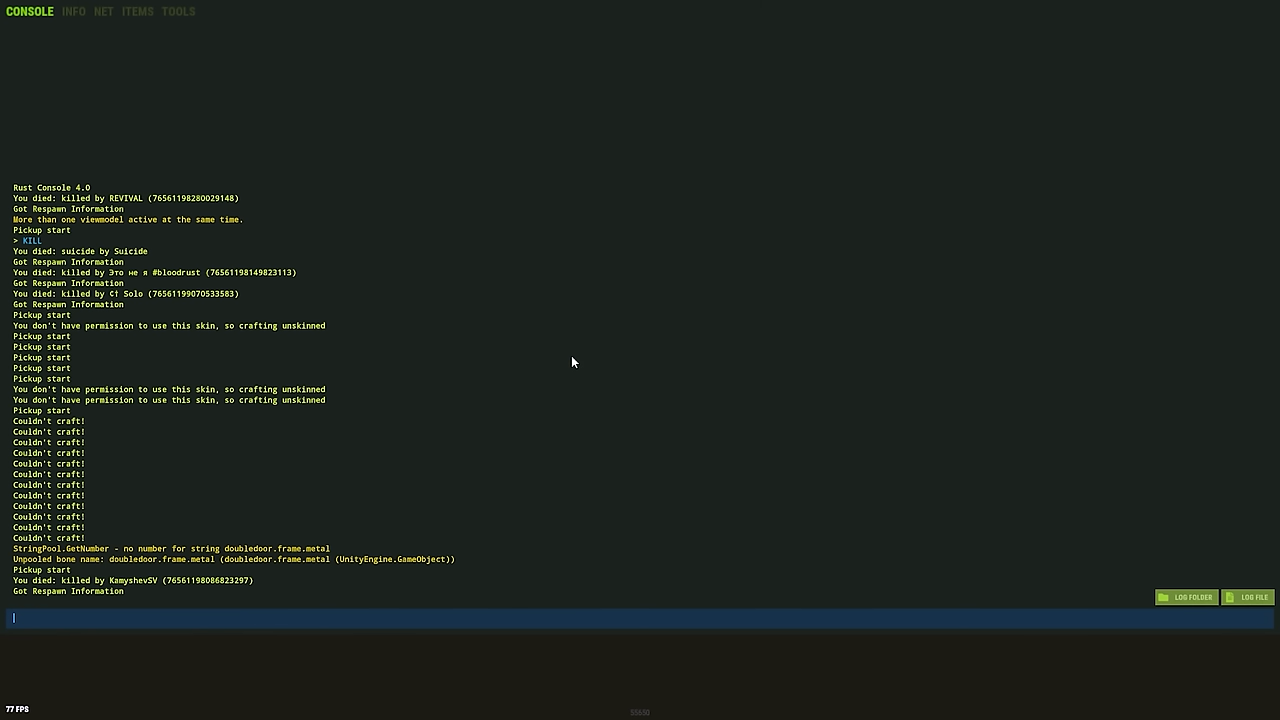 CONSOLE INFO NET ITEMS TOOLS
Rust Console 4.0
You died: killed by REVIVAL (76561198280029148)
Got Respawn Information
More than one viewmodel active at the same time.
Pickup start
> KILL
You died: suicide by Suicide
Got Respawn Information
You died: killed by Это не я #bloodrust (76561198149823113)
Got Respawn Information
You died: killed by C† Solo (76561199070533583)
Got Respawn Information
Pickup start
You don't have permission to use this skin, so crafting unskinned
Pickup start
Pickup start
Pickup start
Pickup start
Pickup start
You don't have permission to use this skin, so crafting unskinned
You don't have permission to use this skin, so crafting unskinned
Pickup start
Couldn't craft!
Couldn't craft!
Couldn't craft!
Couldn't craft!
Couldn't craft!
Couldn't craft!
Couldn't craft!
Couldn't craft!
Couldn't craft!
Couldn't craft!
Couldn't craft!
Couldn't craft!
StringPool.GetNumber - no number for string doubledoor.frame.metal
Unpooled bone name: doubledoor.frame.metal (doubledoor.frame.metal (UnityEngine.GameObject))
Pickup start
You died: killed by KamyshevSV (76561198086823297)
Got Respawn Information
LOG FOLDER LOG FILE
77 FPS